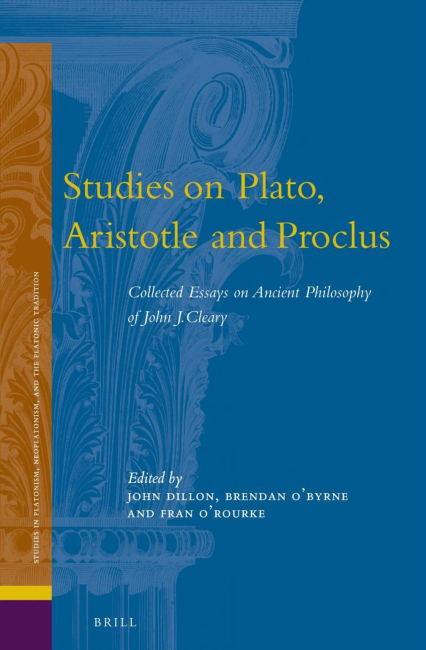 Studies on Plato,
Aristotle and Proclus
Collected Essays on Ancient Philosophy
of John J. Cleary
Edited by
JOHN DILLON, BRENDAN O'BYRNE
AND FRAN O'ROURKE
STUDIES IN PLATONISM, NEOPLATONISM, AND THE PLATONIC TRADITION
BRILL